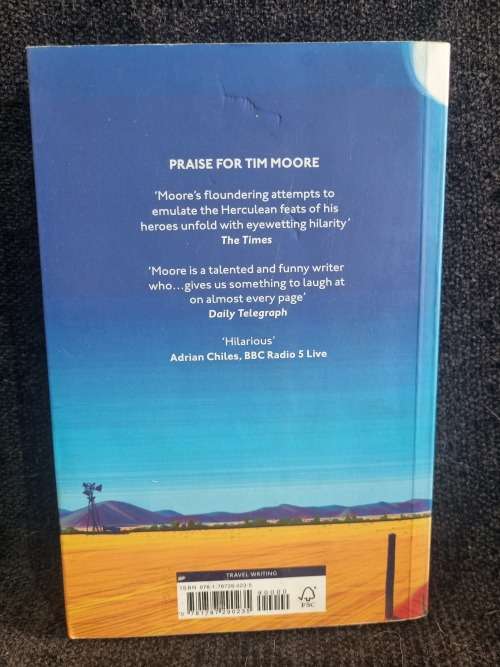 PRAISE FOR TIM MOORE
‘Moore’s floundering attempts to
emulate the Herculean feats of his
heroes unfold with eyewetting hilarity’
The Times
‘Moore is a talented and funny writer
who...gives us something to laugh at
on almost every page’
Daily Telegraph
‘Hilarious’
Adrian Chiles, BBC Radio 5 Live
TRAVEL WRITING
90000
FSC